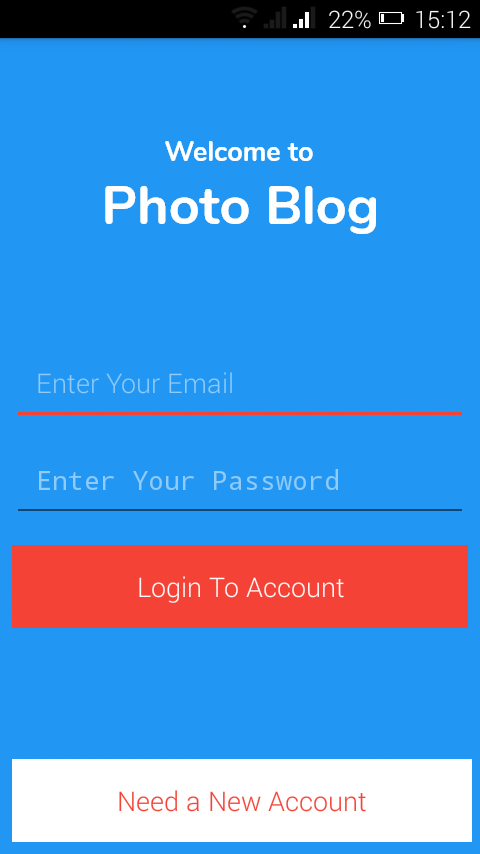 22% 15:12
Welcome to
Photo Blog
Enter Your Email
Enter Your Password
Login To Account
Need a New Account